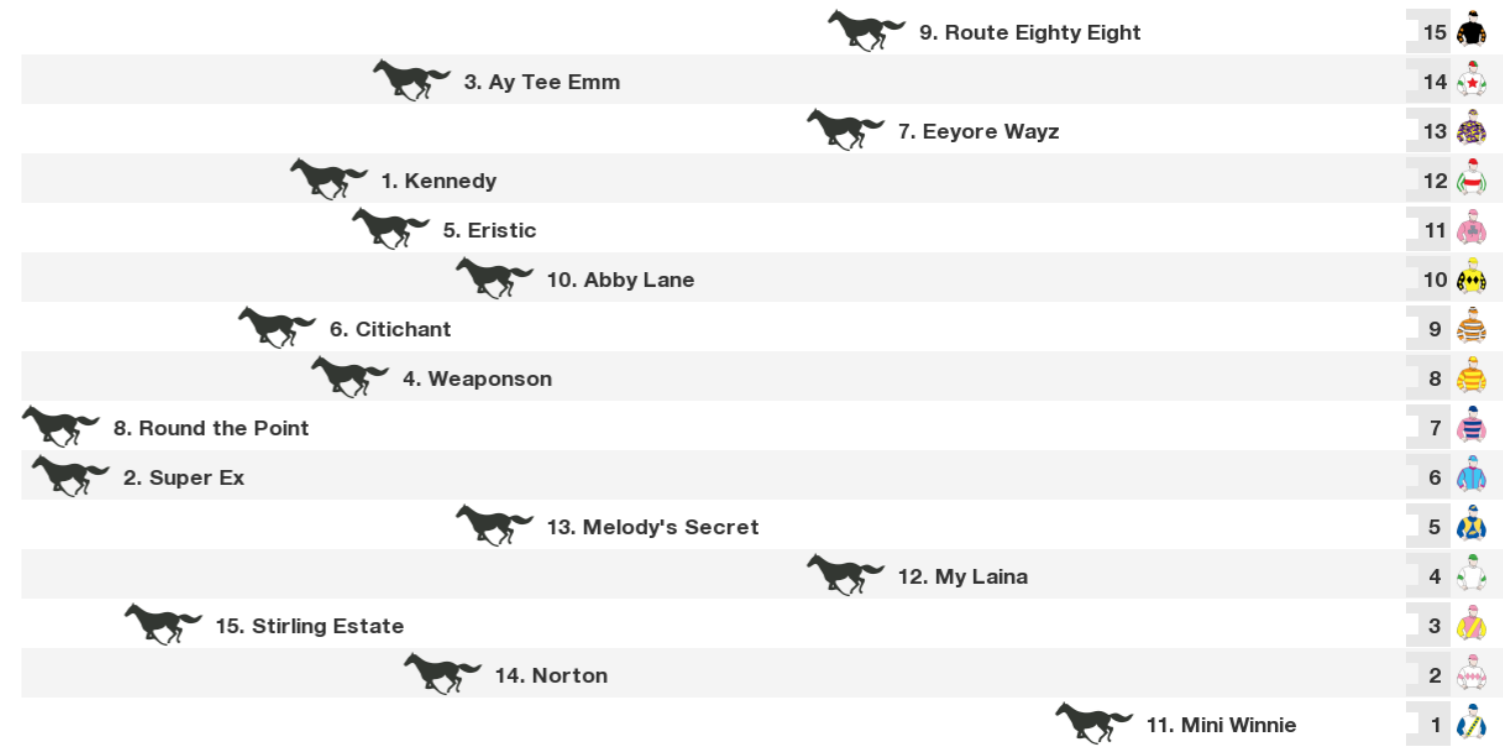 9. Route Eighty Eight 15
3. Ay Tee Emm 14
7. Eeyore Wayz 13
1. Kennedy 12
5. Eristic 11
10. Abby Lane 10
6. Citichant 9
4. Weaponson 8
8. Round the Point 7
2. Super Ex 6
13. Melody's Secret 5
12. My Laina 4
15. Stirling Estate 3
14. Norton 2
11. Mini Winnie 1